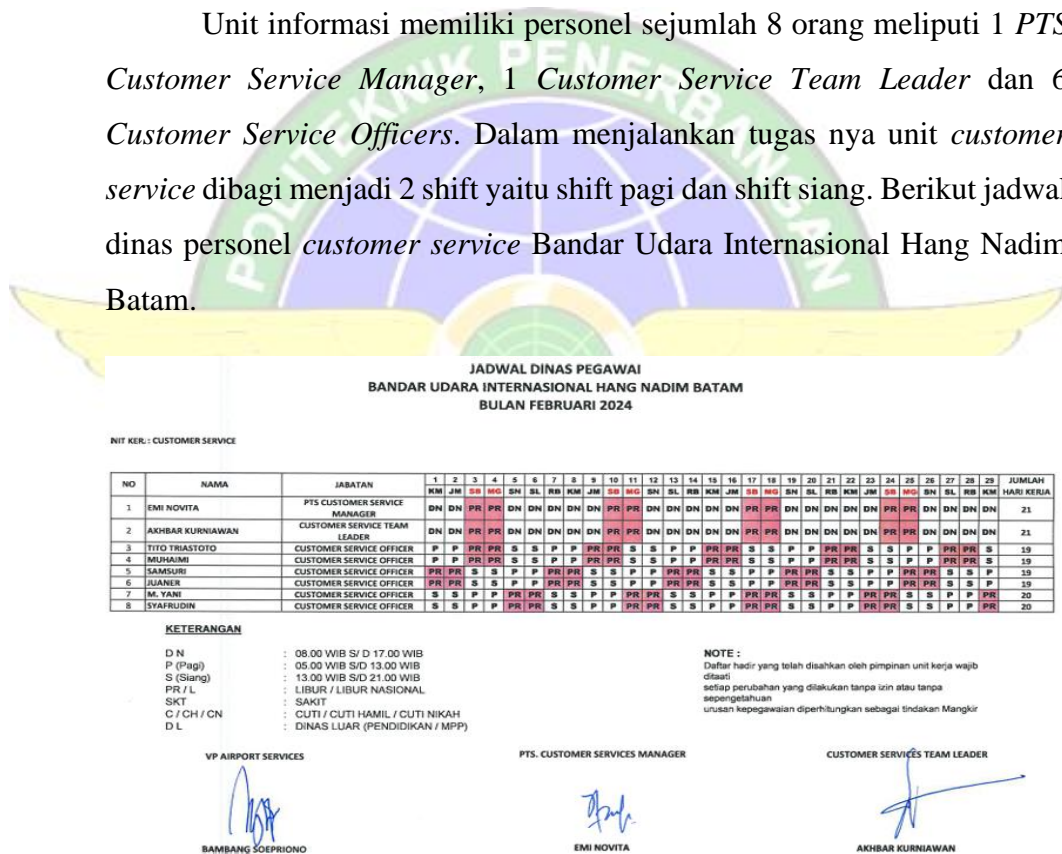 Unit informasi memiliki personel sejumlah 8 orang meliputi 1 PTS
Customer Service Manager, 1 Customer Service Team Leader dan 6
Customer Service Officers. Dalam menjalankan tugas nya unit customer
service dibagi menjadi 2 shift yaitu shift pagi dan shift siang. Berikut jadwal
dinas personel customer service Bandar Udara Internasional Hang Nadim
Batam.
POLITEKNIK PENERBANGAN
JADWAL DINAS PEGAWAI
BANDAR UDARA INTERNASIONAL HANG NADIM BATAM
BULAN FEBRUARI 2024
NIT KER.: CUSTOMER SERVICE
NO NAMA JABATAN 1 2 3 4 5 6 7 8 9 10 11 12 13 14 15 16 17 18 19 20 21 22 23 24 25 26 27 28 29 JUMLAH HARI KERJA
KM JM SB MG SN SL RB KM JM SB MG SN SL RB KM JM SB MG SN SL RB KM JM SB MG SN SL RB KM
1 EMI NOVITA PTS CUSTOMER SERVICE MANAGER DN DN PR PR DN DN DN DN DN PR PR DN DN DN DN DN PR PR DN DN DN DN DN PR PR DN DN DN DN 21
2 AKHBAR KURNIAWAN CUSTOMER SERVICE TEAM LEADER DN DN PR PR DN DN DN DN DN PR PR DN DN DN DN DN PR PR DN DN DN DN DN PR PR DN DN DN DN 21
3 TITO TRIASTOTO CUSTOMER SERVICE OFFICER P P PR PR S S P P PR PR S S P P PR PR S S P P PR PR S S P P PR PR S 19
4 MUHAIMI CUSTOMER SERVICE OFFICER P P PR PR S S P P PR PR S S P P PR PR S S P P PR PR S S P P PR PR S 19
5 SAMSURI CUSTOMER SERVICE OFFICER PR PR S S P P PR PR S S P P PR PR S S P P PR PR S S P P PR PR S S P 19
6 JUANER CUSTOMER SERVICE OFFICER PR PR S S P P PR PR S S P P PR PR S S P P PR PR S S P P PR PR S S P 19
7 M. YANI CUSTOMER SERVICE OFFICER S S P P PR PR S S P P PR PR S S P P PR PR S S P P PR PR S S P P PR 20
8 SYAFRUDIN CUSTOMER SERVICE OFFICER S S P P PR PR S S P P PR PR S S P P PR PR S S P P PR PR S S P P PR 20
KETERANGAN
D N : 08.00 WIB S/ D 17.00 WIB
P (Pagi) : 05.00 WIB S/D 13.00 WIB
S (Siang) : 13.00 WIB S/D 21.00 WIB
PR / L : LIBUR / LIBUR NASIONAL
SKT : SAKIT
C / CH / CN : CUTI / CUTI HAMIL / CUTI NIKAH
D L : DINAS LUAR (PENDIDIKAN / MPP)
NOTE :
Daftar hadir yang telah disahkan oleh pimpinan unit kerja wajib
ditaati
setiap perubahan yang dilakukan tanpa izin atau tanpa
sepengetahuan
urusan kepegawaian diperhitungkan sebagai tindakan Mangkir
VP AIRPORT SERVICES PTS. CUSTOMER SERVICES MANAGER CUSTOMER SERVICES TEAM LEADER
BAMBANG SOEPRIONO EMI NOVITA AKHBAR KURNIAWAN